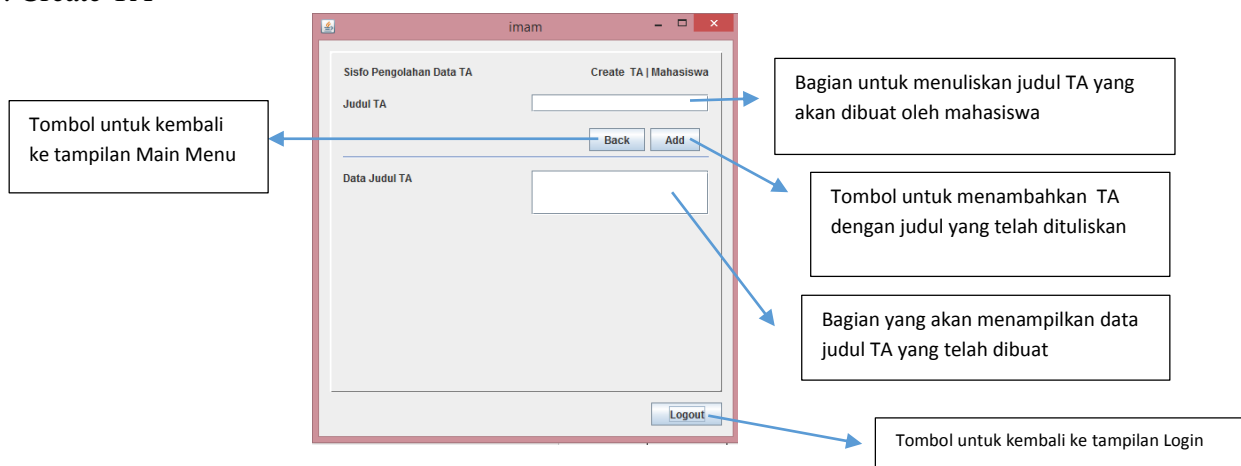 Create TA
imam
Sisfo Pengolahan Data TA
Create TA | Mahasiswa
Judul TA
Back
Add
Data Judul TA
Logout
Tombol untuk kembali
ke tampilan Main Menu
Bagian untuk menuliskan judul TA yang
akan dibuat oleh mahasiswa
Tombol untuk menambahkan TA
dengan judul yang telah dituliskan
Bagian yang akan menampilkan data
judul TA yang telah dibuat
Tombol untuk kembali ke tampilan Login